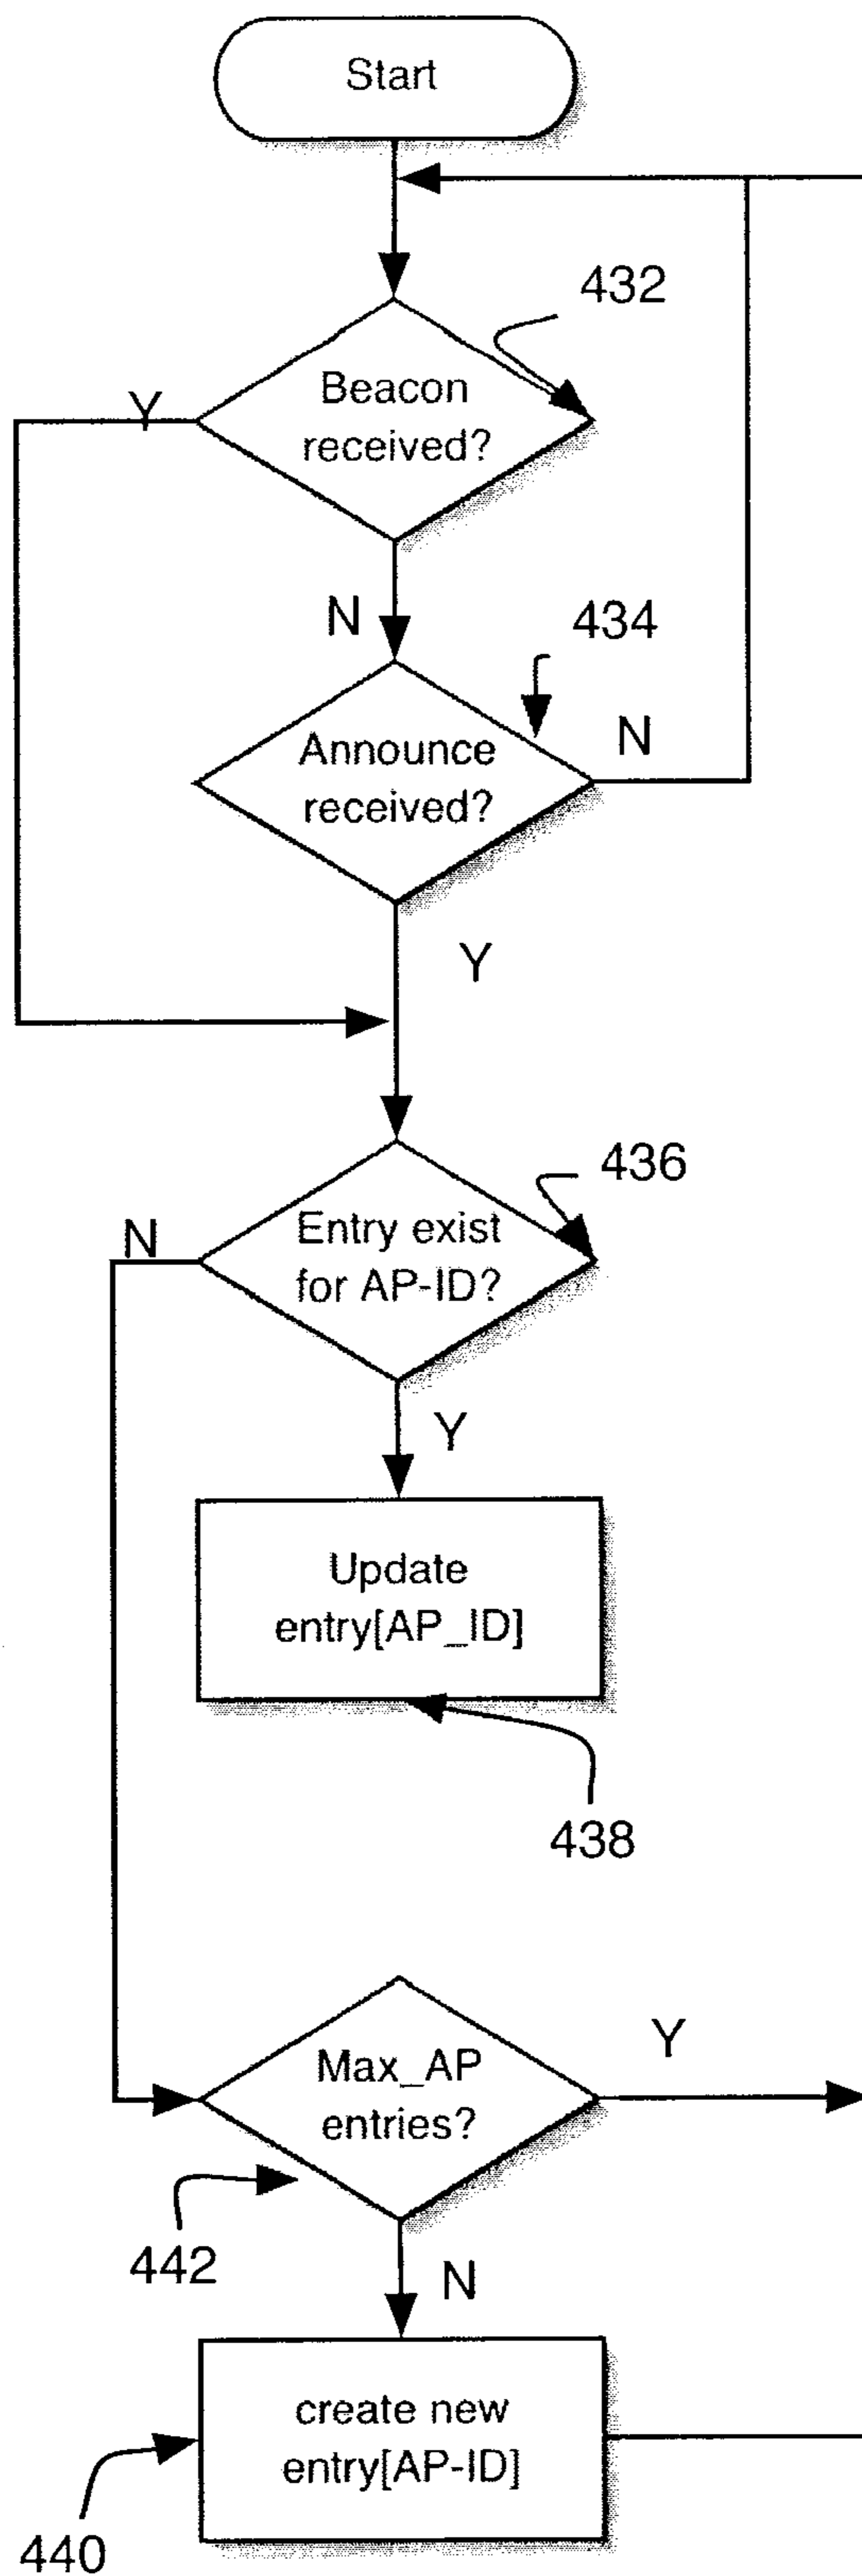 Start
432
Beacon
received?
Y
N
434
Announce
received?
N
Y
436
Entry exist
for AP-ID?
N
Y
Update
entry[AP_ID]
438
Max_AP
entries?
Y
442
N
create new
entry[AP-ID]
440